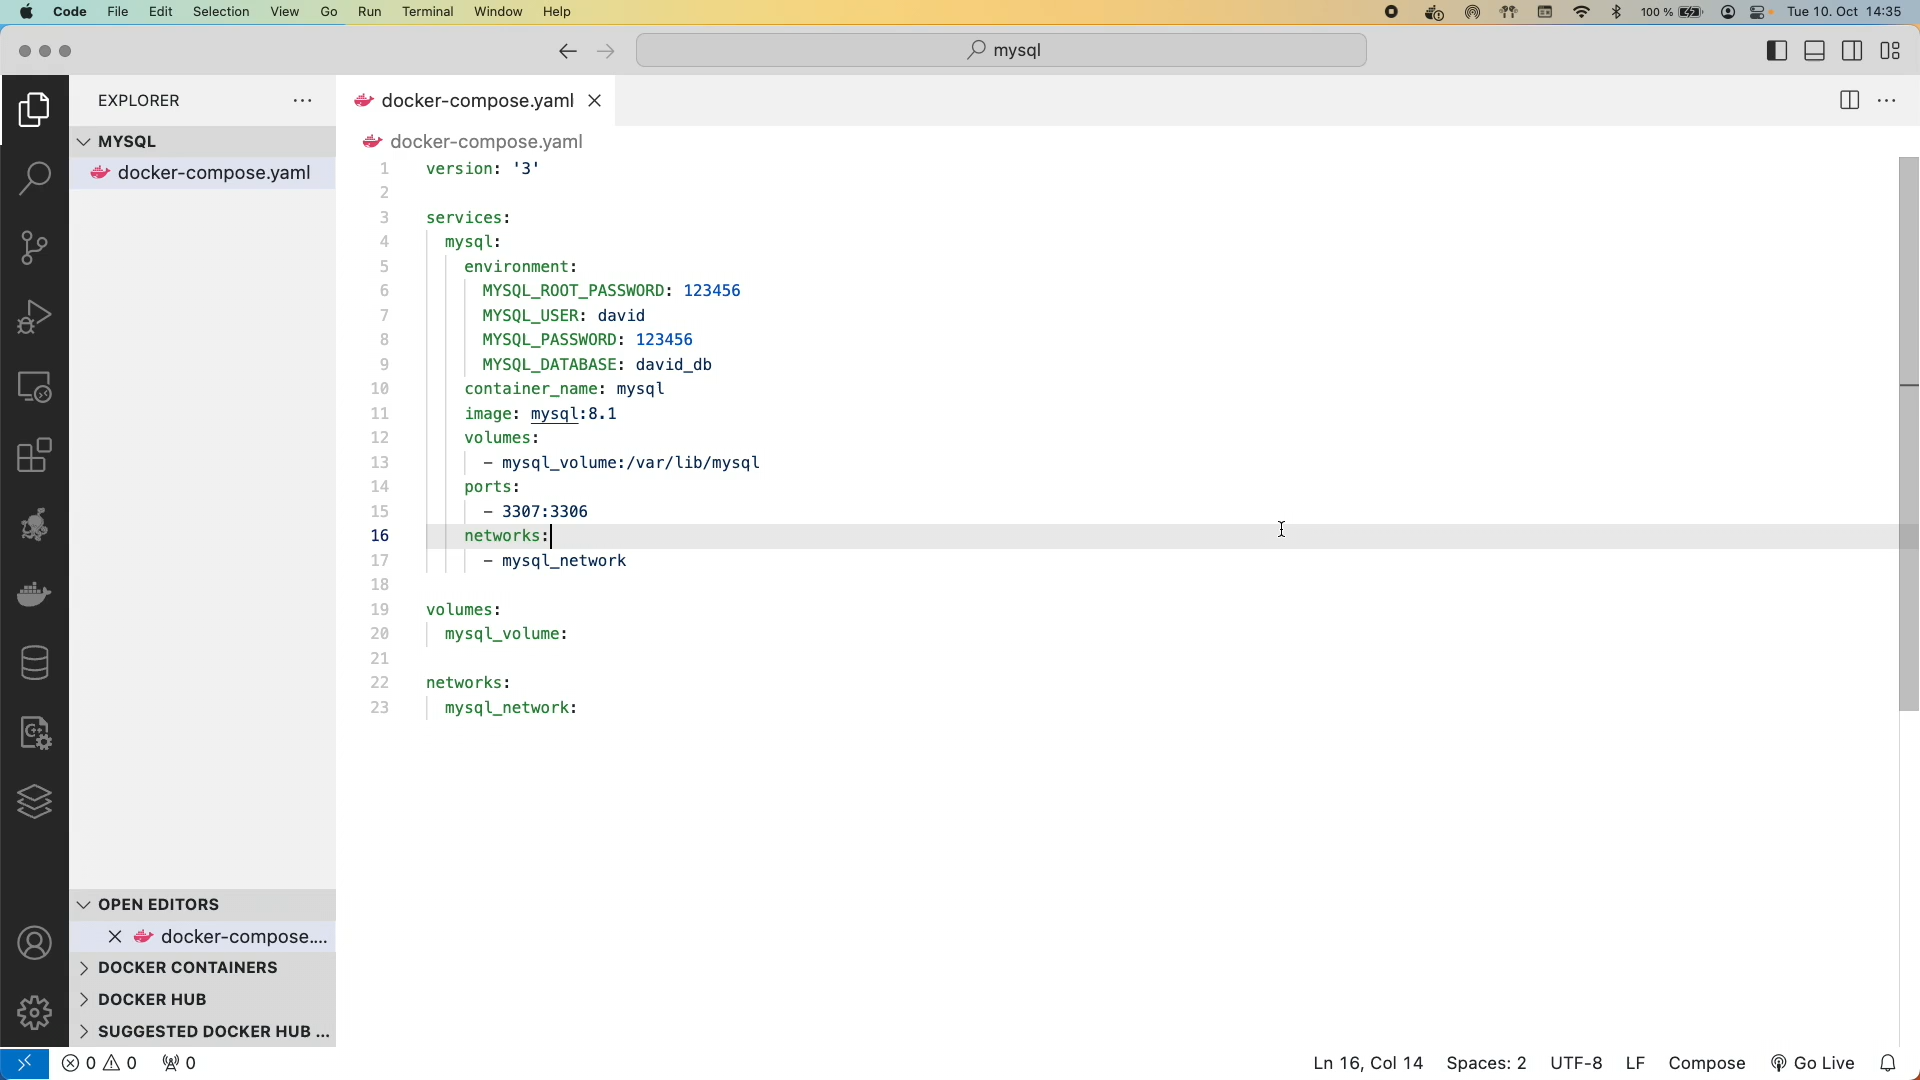 Code File Edit Selection View Go Run Terminal Window Help 100 % Tue 10. Oct 14:35
mysql
EXPLORER
MYSQL
docker-compose.yaml
docker-compose.yaml
docker-compose.yaml
1 version: '3'
2
3 services:
4 mysql:
5 environment:
6 MYSQL_ROOT_PASSWORD: 123456
7 MYSQL_USER: david
8 MYSQL_PASSWORD: 123456
9 MYSQL_DATABASE: david_db
10 container_name: mysql
11 image: mysql:8.1
12 volumes:
13 - mysql_volume:/var/lib/mysql
14 ports:
15 - 3307:3306
16 networks:
17 - mysql_network
18
19 volumes:
20 mysql_volume:
21
22 networks:
23 mysql_network:
OPEN EDITORS
docker-compose....
DOCKER CONTAINERS
DOCKER HUB
SUGGESTED DOCKER HUB ...
0 0 0 Ln 16, Col 14 Spaces: 2 UTF-8 LF Compose Go Live